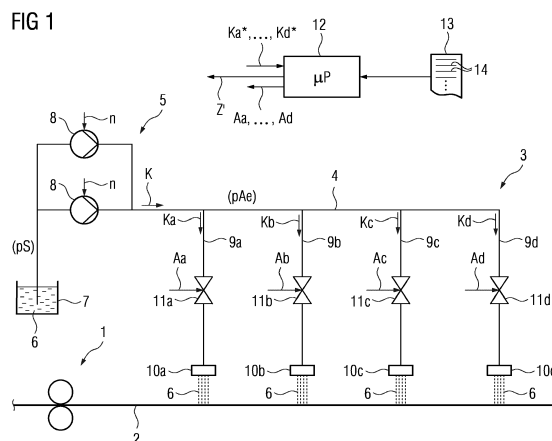 FIG 1
12
13
Ka*, ..., Kd*
µP
14
Z'
Aa, ..., Ad
5
8
n
3
K
(pAe)
4
8
n
Ka
Kb
Kc
Kd
(pS)
9a
9b
9c
9d
Aa
Ab
Ac
Ad
7
11a
11b
11c
11d
6
1
10a
10b
10c
10d
6
6
6
6
2